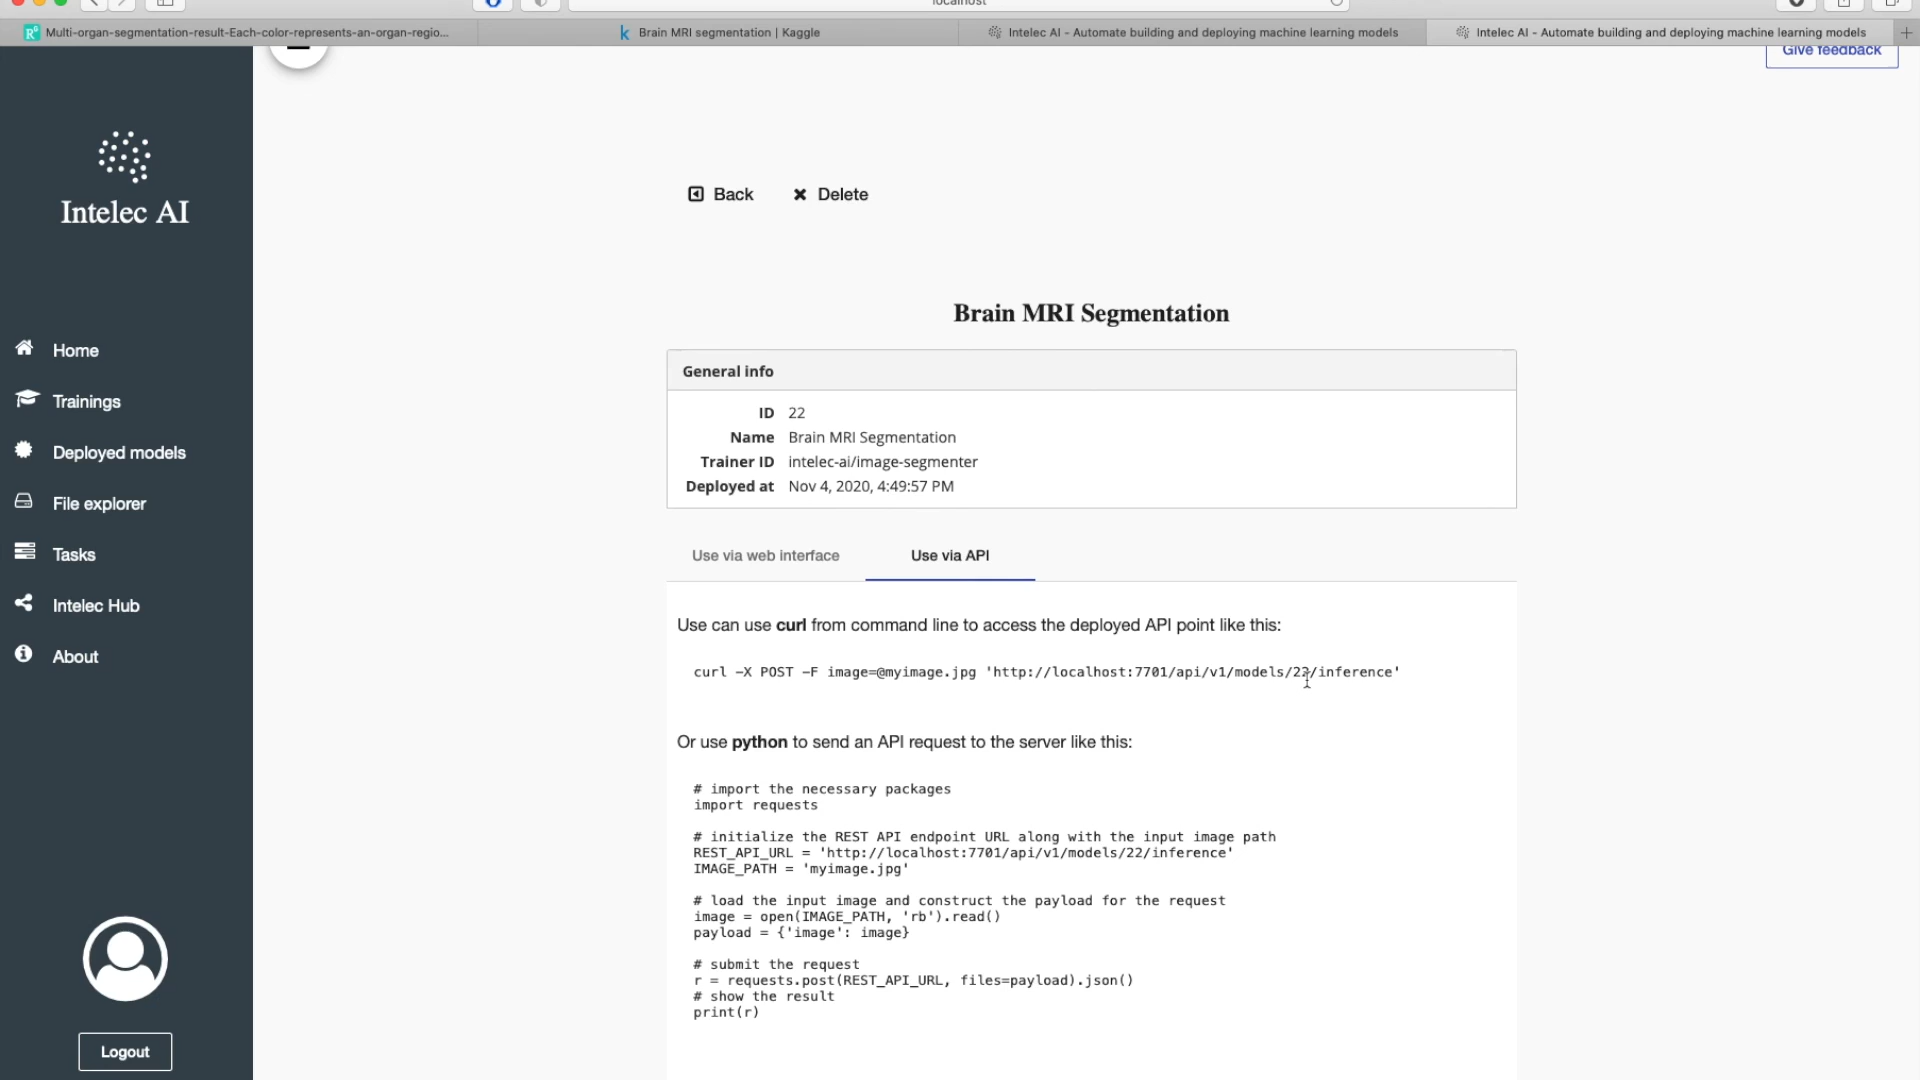 localhost
Multi-organ-segmentation-result-Each-color-represents-an-organ-regio...
Brain MRI segmentation | Kaggle
Intelec AI - Automate building and deploying machine learning models
Intelec AI - Automate building and deploying machine learning models
Give feedback
Intelec AI
Home
Trainings
Deployed models
File explorer
Tasks
Intelec Hub
About
Logout
Back
Delete
Brain MRI Segmentation
General info
ID 22
Name Brain MRI Segmentation
Trainer ID intelec-ai/image-segmenter
Deployed at Nov 4, 2020, 4:49:57 PM
Use via web interface
Use via API
Use can use curl from command line to access the deployed API point like this:
curl -X POST -F image=@myimage.jpg 'http://localhost:7701/api/v1/models/22/inference'
Or use python to send an API request to the server like this:
# import the necessary packages
import requests
# initialize the REST API endpoint URL along with the input image path
REST_API_URL = 'http://localhost:7701/api/v1/models/22/inference'
IMAGE_PATH = 'myimage.jpg'
# load the input image and construct the payload for the request
image = open(IMAGE_PATH, 'rb').read()
payload = {'image': image}
# submit the request
r = requests.post(REST_API_URL, files=payload).json()
# show the result
print(r)